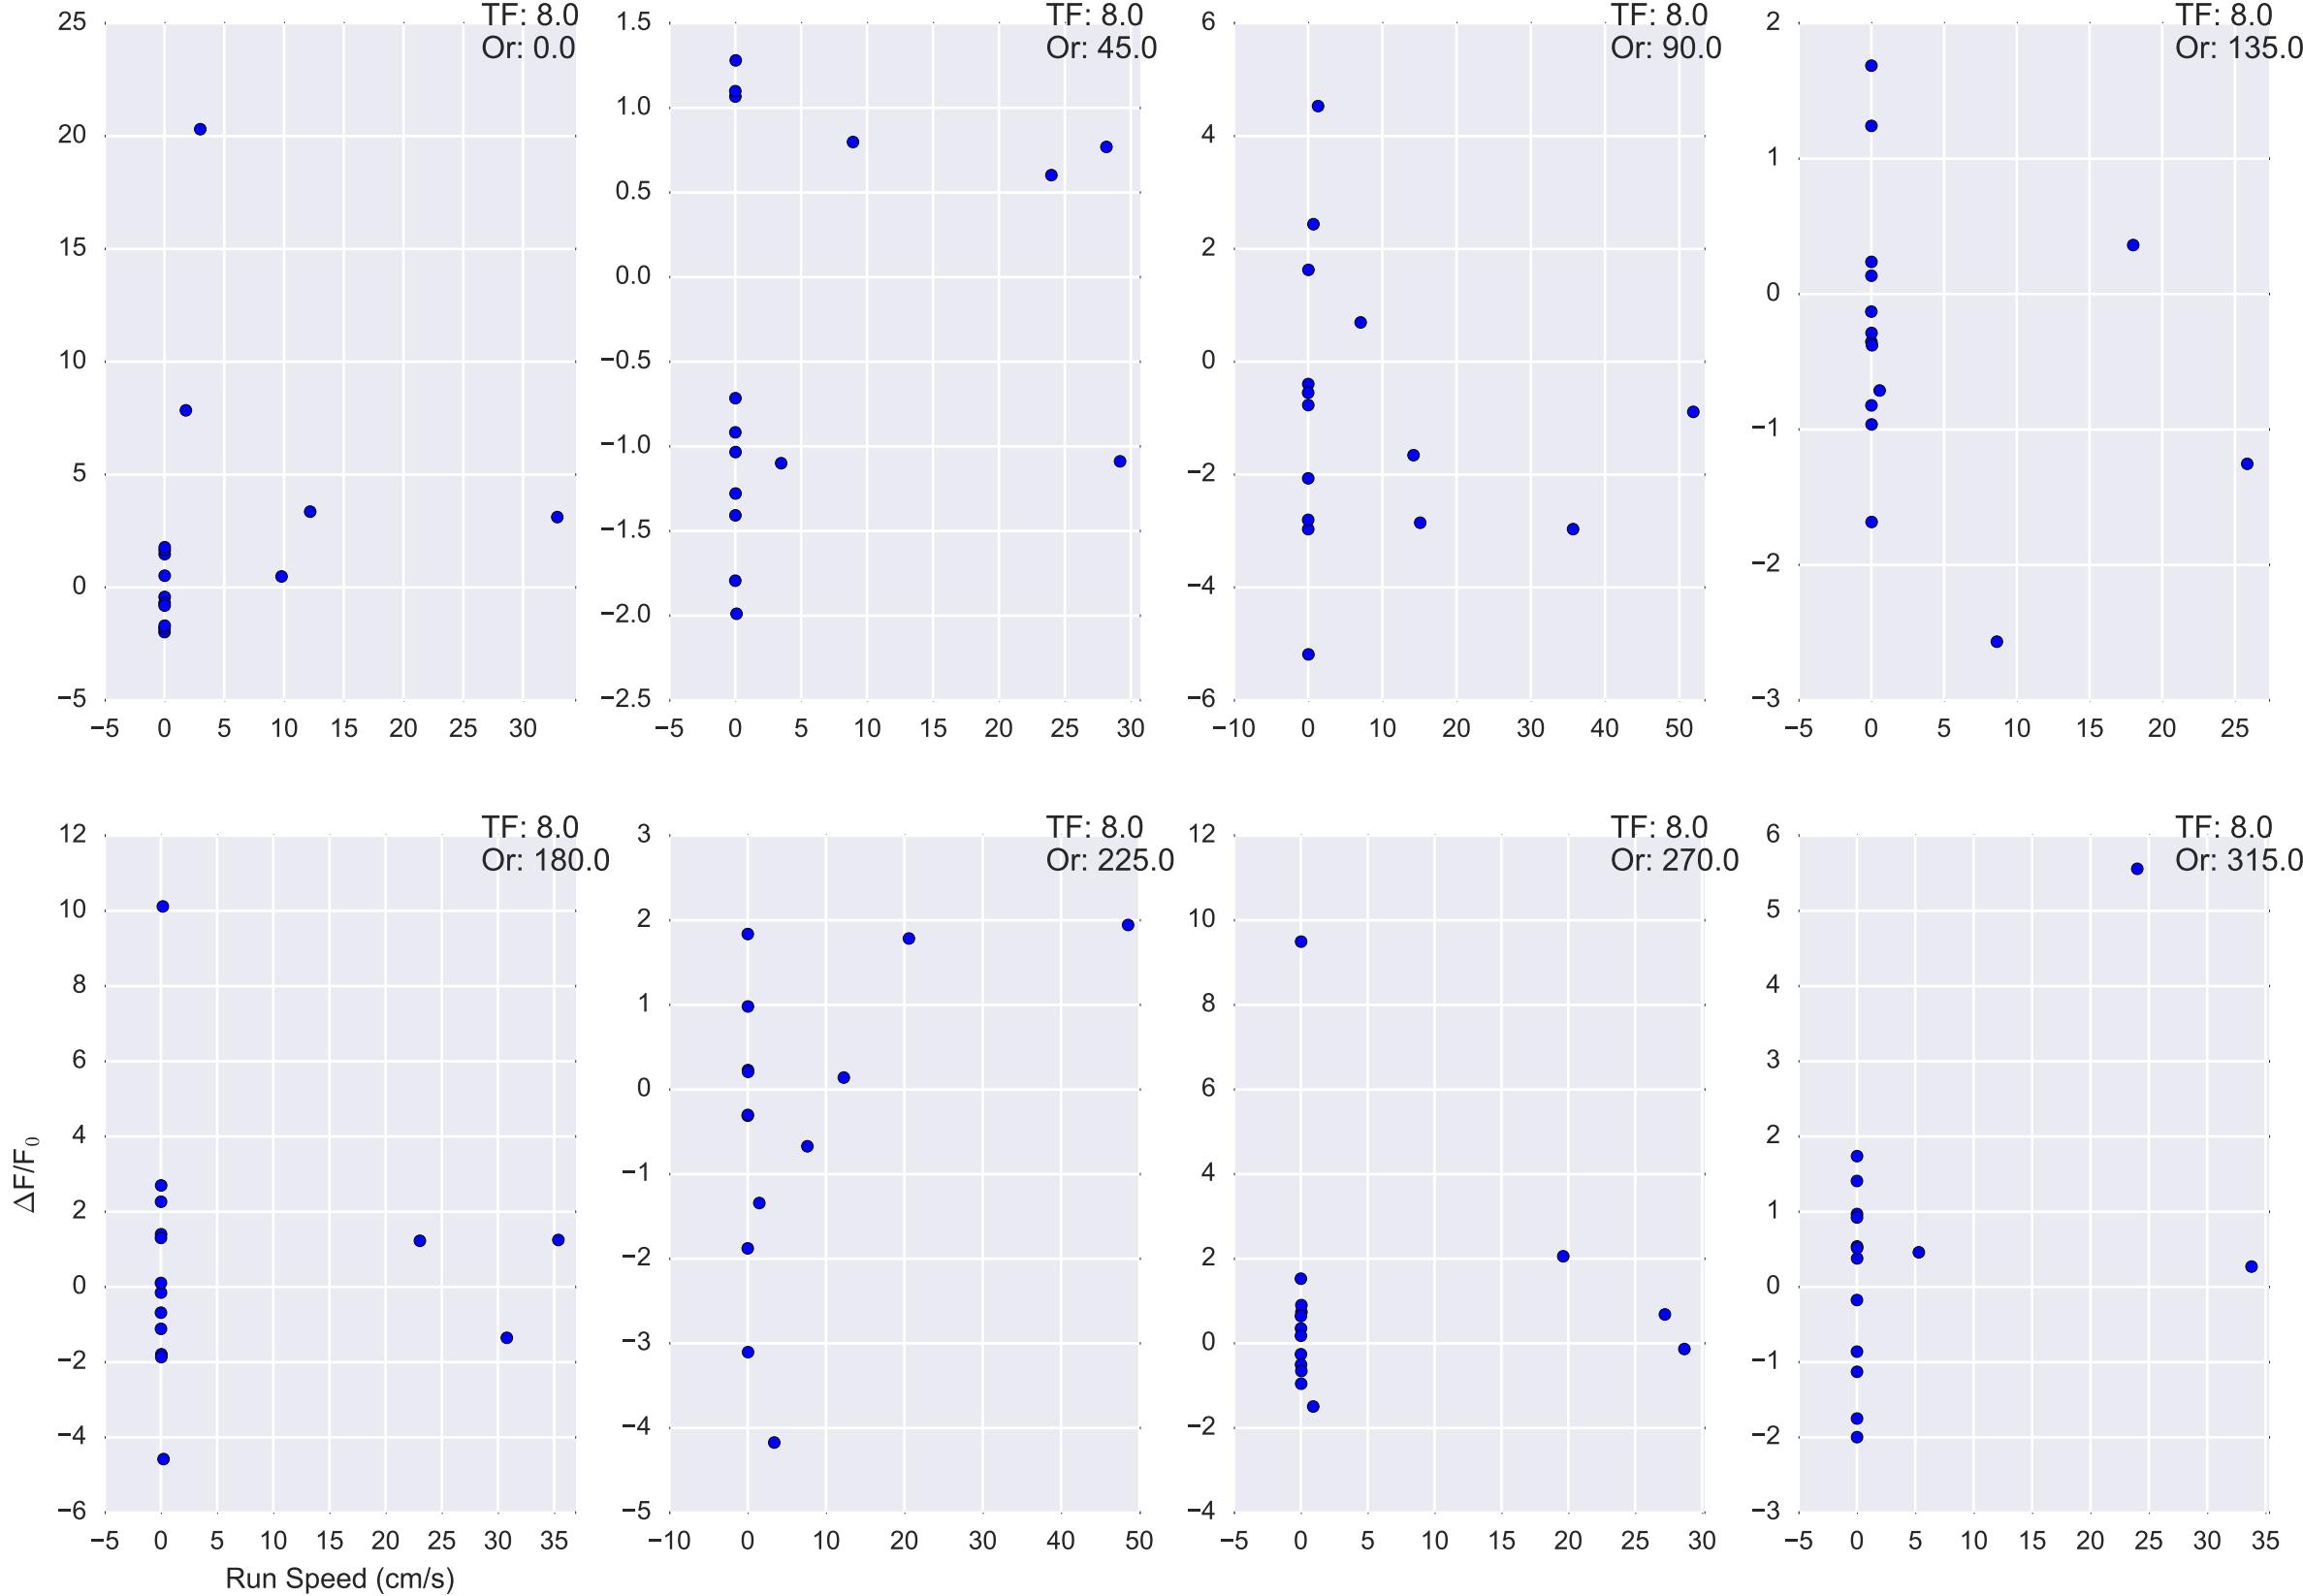 TF: 8.0
Or: 0.0
25
20
15
10
5
0
−5
−5 0 5 10 15 20 25 30
TF: 8.0
Or: 45.0
1.5
1.0
0.5
0.0
−0.5
−1.0
−1.5
−2.0
−2.5
−5 0 5 10 15 20 25 30
TF: 8.0
Or: 90.0
6
4
2
0
−2
−4
−6
−10 0 10 20 30 40 50
TF: 8.0
Or: 135.0
2
1
0
−1
−2
−3
−5 0 5 10 15 20 25
TF: 8.0
Or: 180.0
12
10
8
6
4
2
0
−2
−4
−6
−5 0 5 10 15 20 25 30 35
ΔF/F₀
Run Speed (cm/s)
TF: 8.0
Or: 225.0
3
2
1
0
−1
−2
−3
−4
−5
−10 0 10 20 30 40 50
TF: 8.0
Or: 270.0
12
10
8
6
4
2
0
−2
−4
−5 0 5 10 15 20 25 30
TF: 8.0
Or: 315.0
6
5
4
3
2
1
0
−1
−2
−3
−5 0 5 10 15 20 25 30 35